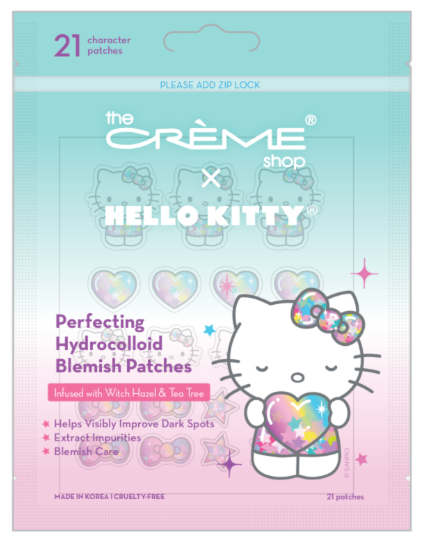 21 character
patches
PLEASE ADD ZIP LOCK
the
CRÈME®
shop
X
HELLO KITTY®
Perfecting
Hydrocolloid
Blemish Patches
Infused with Witch Hazel & Tea Tree
Helps Visibly Improve Dark Spots
Extract Impurities
Blemish Care
© SANRIO
MADE IN KOREA | CRUELTY-FREE
21 patches